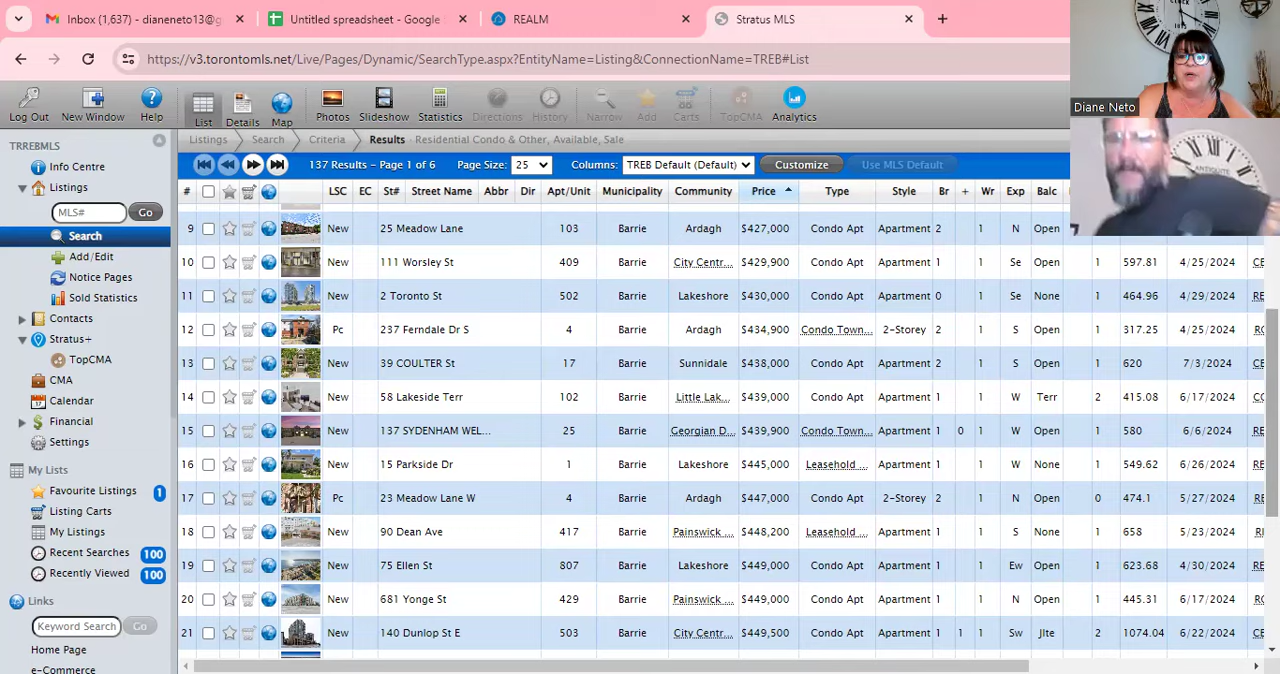 Inbox (1,637) - dianeneto13@g
Untitled spreadsheet - Google
REALM
Stratus MLS
https://v3.torontomls.net/Live/Pages/Dynamic/SearchType.aspx?EntityName=Listing&ConnectionName=TREB#List
Diane Neto
ANTIQUITE
Log Out New Window Help List Details Map Photos Slideshow Statistics Directions History Narrow Add Carts TopCMA Analytics
TRREBMLS
Listings Search Criteria Results - Residential Condo & Other, Available, Sale
137 Results - Page 1 of 6 Page Size: 25 Columns: TREB Default (Default) Customize Use MLS Default
Info Centre
Listings
MLS# Go
Search
Add/Edit
Notice Pages
Sold Statistics
Contacts
Stratus+
TopCMA
CMA
Calendar
Financial
Settings
My Lists
Favourite Listings 1
Listing Carts
My Listings
Recent Searches 100
Recently Viewed 100
Links
Keyword Search Go
Home Page
e-Commerce
# LSC EC St# Street Name Abbr Dir Apt/Unit Municipality Community Price Type Style Br + Wr Exp Balc
9 New 25 Meadow Lane 103 Barrie Ardagh $427,000 Condo Apt Apartment 2 1 N Open
10 New 111 Worsley St 409 Barrie City Centr... $429,900 Condo Apt Apartment 1 1 Se Open 1 597.81 4/25/2024 CE
11 New 2 Toronto St 502 Barrie Lakeshore $430,000 Condo Apt Apartment 0 1 Se None 1 464.96 4/29/2024 RE
12 Pc 237 Ferndale Dr S 4 Barrie Ardagh $434,900 Condo Town... 2-Storey 2 1 S Open 1 317.25 4/25/2024
13 New 39 COULTER St 17 Barrie Sunnidale $438,000 Condo Apt Apartment 2 1 S Open 1 620 7/3/2024 CE
14 New 58 Lakeside Terr 102 Barrie Little Lak... $439,000 Condo Apt Apartment 1 1 W Terr 2 415.08 6/17/2024
15 New 137 SYDENHAM WEL... 25 Barrie Georgian D... $439,900 Condo Town... Apartment 1 0 1 W Open 1 580 6/6/2024 RE
16 New 15 Parkside Dr 1 Barrie Lakeshore $445,000 Leasehold ... Apartment 1 1 W None 1 549.62 6/26/2024 RE
17 Pc 23 Meadow Lane W 4 Barrie Ardagh $447,000 Condo Apt 2-Storey 2 1 N Open 0 474.1 5/27/2024
18 New 90 Dean Ave 417 Barrie Painswick ... $448,200 Leasehold ... Apartment 1 1 S None 1 658 5/23/2024
19 New 75 Ellen St 807 Barrie Lakeshore $449,000 Condo Apt Apartment 1 1 Ew Open 1 623.68 4/30/2024 RE
20 New 681 Yonge St 429 Barrie Painswick ... $449,000 Condo Apt Apartment 1 1 N Open 1 445.31 6/17/2024
21 New 140 Dunlop St E 503 Barrie City Centr... $449,500 Condo Apt Apartment 1 1 1 Sw Jlte 2 1074.04 6/22/2024 CE